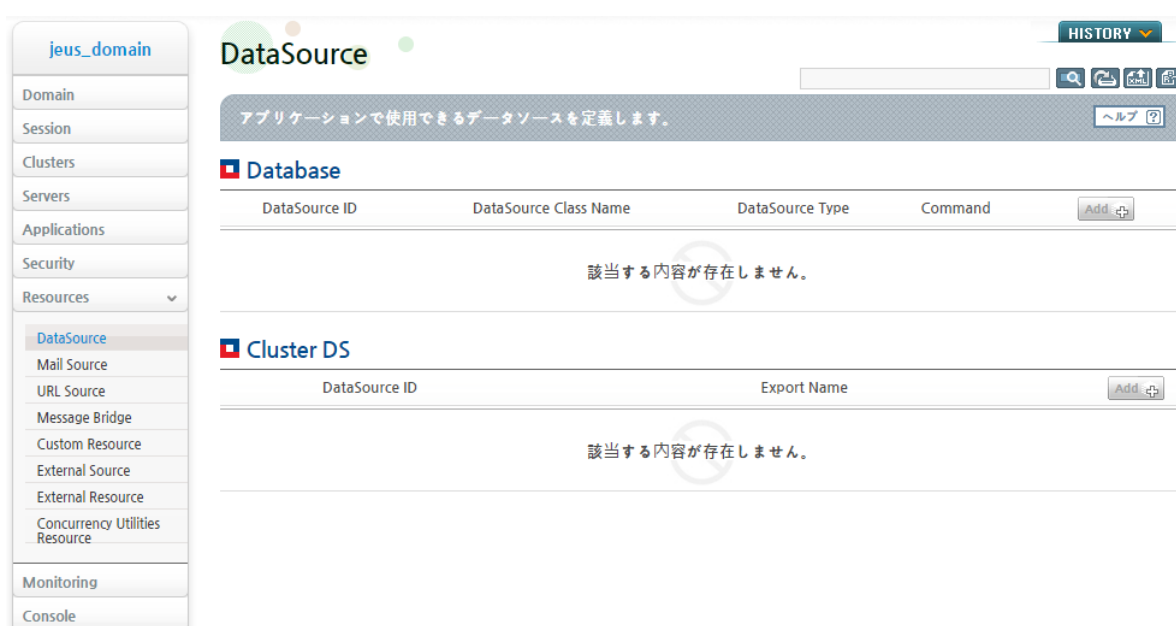 jeus_domain
Domain
Session
Clusters
Servers
Applications
Security
Resources
DataSource
Mail Source
URL Source
Message Bridge
Custom Resource
External Source
External Resource
Concurrency Utilities
Resource
Monitoring
Console
HISTORY
DataSource
XML
アプリケーションで使用できるデータソースを定義します。
ヘルプ ?
Database
DataSource ID DataSource Class Name DataSource Type Command Add
該当する内容が存在しません。
Cluster DS
DataSource ID Export Name Add
該当する内容が存在しません。